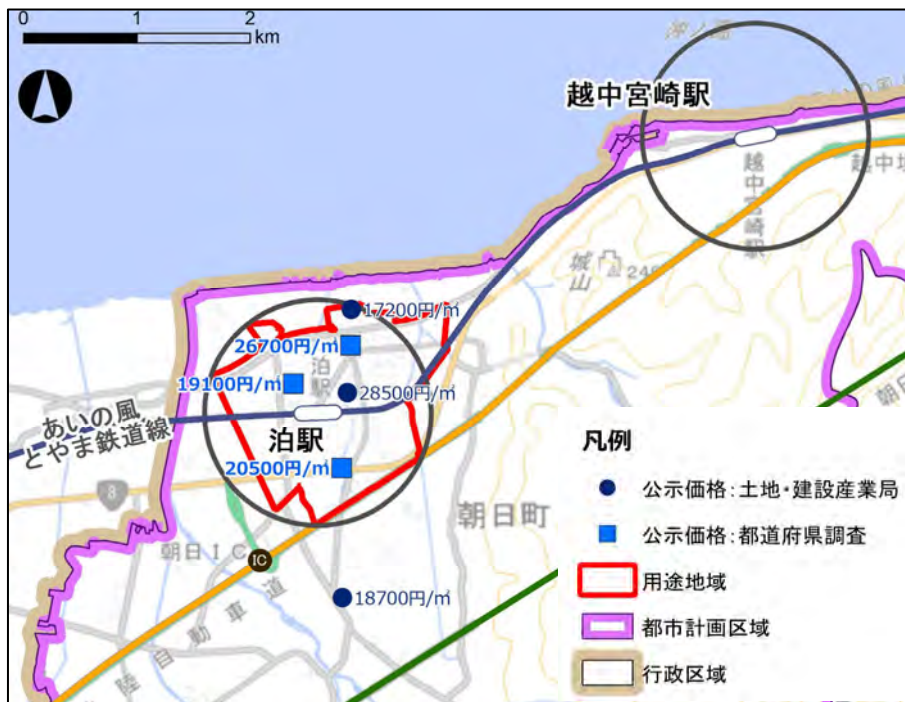 0 1 2
km
沖ノ島
越中宮崎駅
越中宮崎駅
城山
17200円/㎡
26700円/㎡
泊駅
19100円/㎡
28500円/㎡
あいの風
とやま鉄道線
泊駅
20500円/㎡
8
朝日町
朝日IC
IC
18700円/㎡
陸自動車道
凡例
公示価格：土地・建設産業局
公示価格：都道府県調査
用途地域
都市計画区域
行政区域